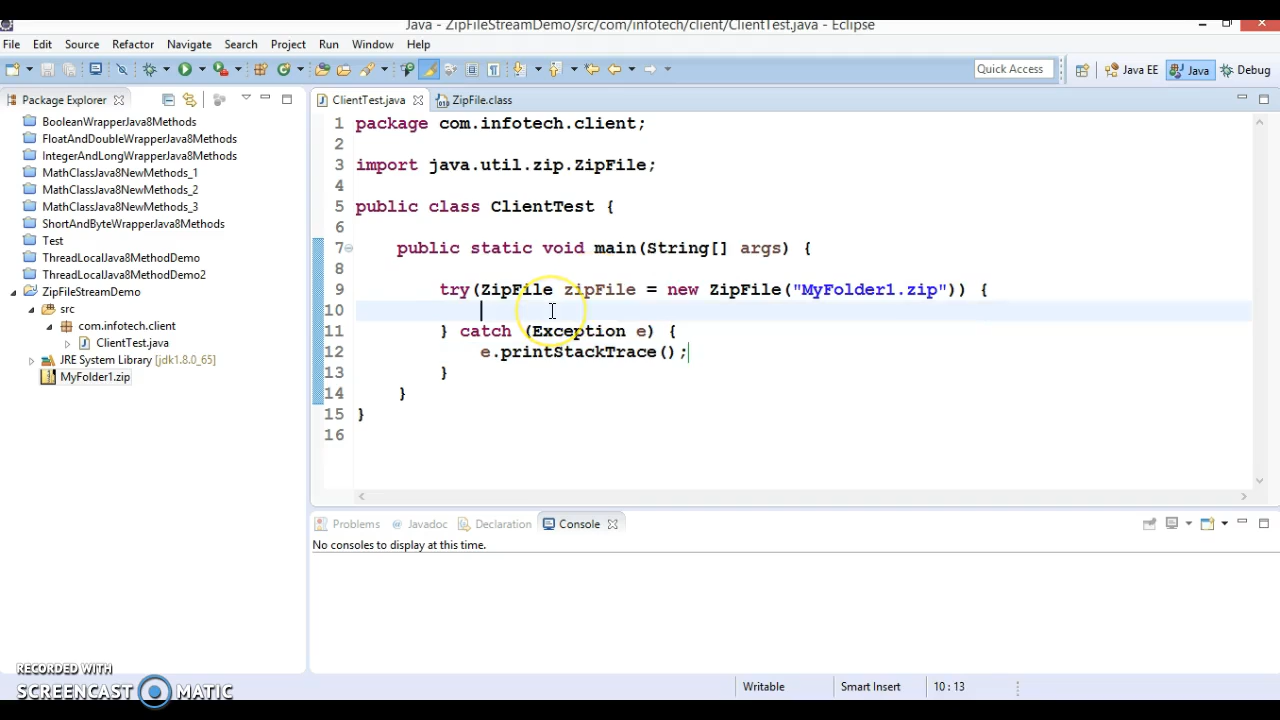 Java - ZipFileStreamDemo/src/com/infotech/client/ClientTest.java - Eclipse
File Edit Source Refactor Navigate Search Project Run Window Help
Quick Access Java EE Java Debug
Package Explorer
BooleanWrapperJava8Methods
FloatAndDoubleWrapperJava8Methods
IntegerAndLongWrapperJava8Methods
MathClassJava8NewMethods_1
MathClassJava8NewMethods_2
MathClassJava8NewMethods_3
ShortAndByteWrapperJava8Methods
Test
ThreadLocalJava8MethodDemo
ThreadLocalJava8MethodDemo2
ZipFileStreamDemo
src
com.infotech.client
ClientTest.java
JRE System Library [jdk1.8.0_65]
MyFolder1.zip
ClientTest.java ZipFile.class
1 package com.infotech.client;
2
3 import java.util.zip.ZipFile;
4
5 public class ClientTest {
6
7 public static void main(String[] args) {
8
9 try(ZipFile zipFile = new ZipFile("MyFolder1.zip")) {
10
11 } catch (Exception e) {
12 e.printStackTrace();
13 }
14 }
15 }
16
Problems Javadoc Declaration Console
No consoles to display at this time.
Writable Smart Insert 10 : 13
RECORDED WITH
SCREENCAST MATIC